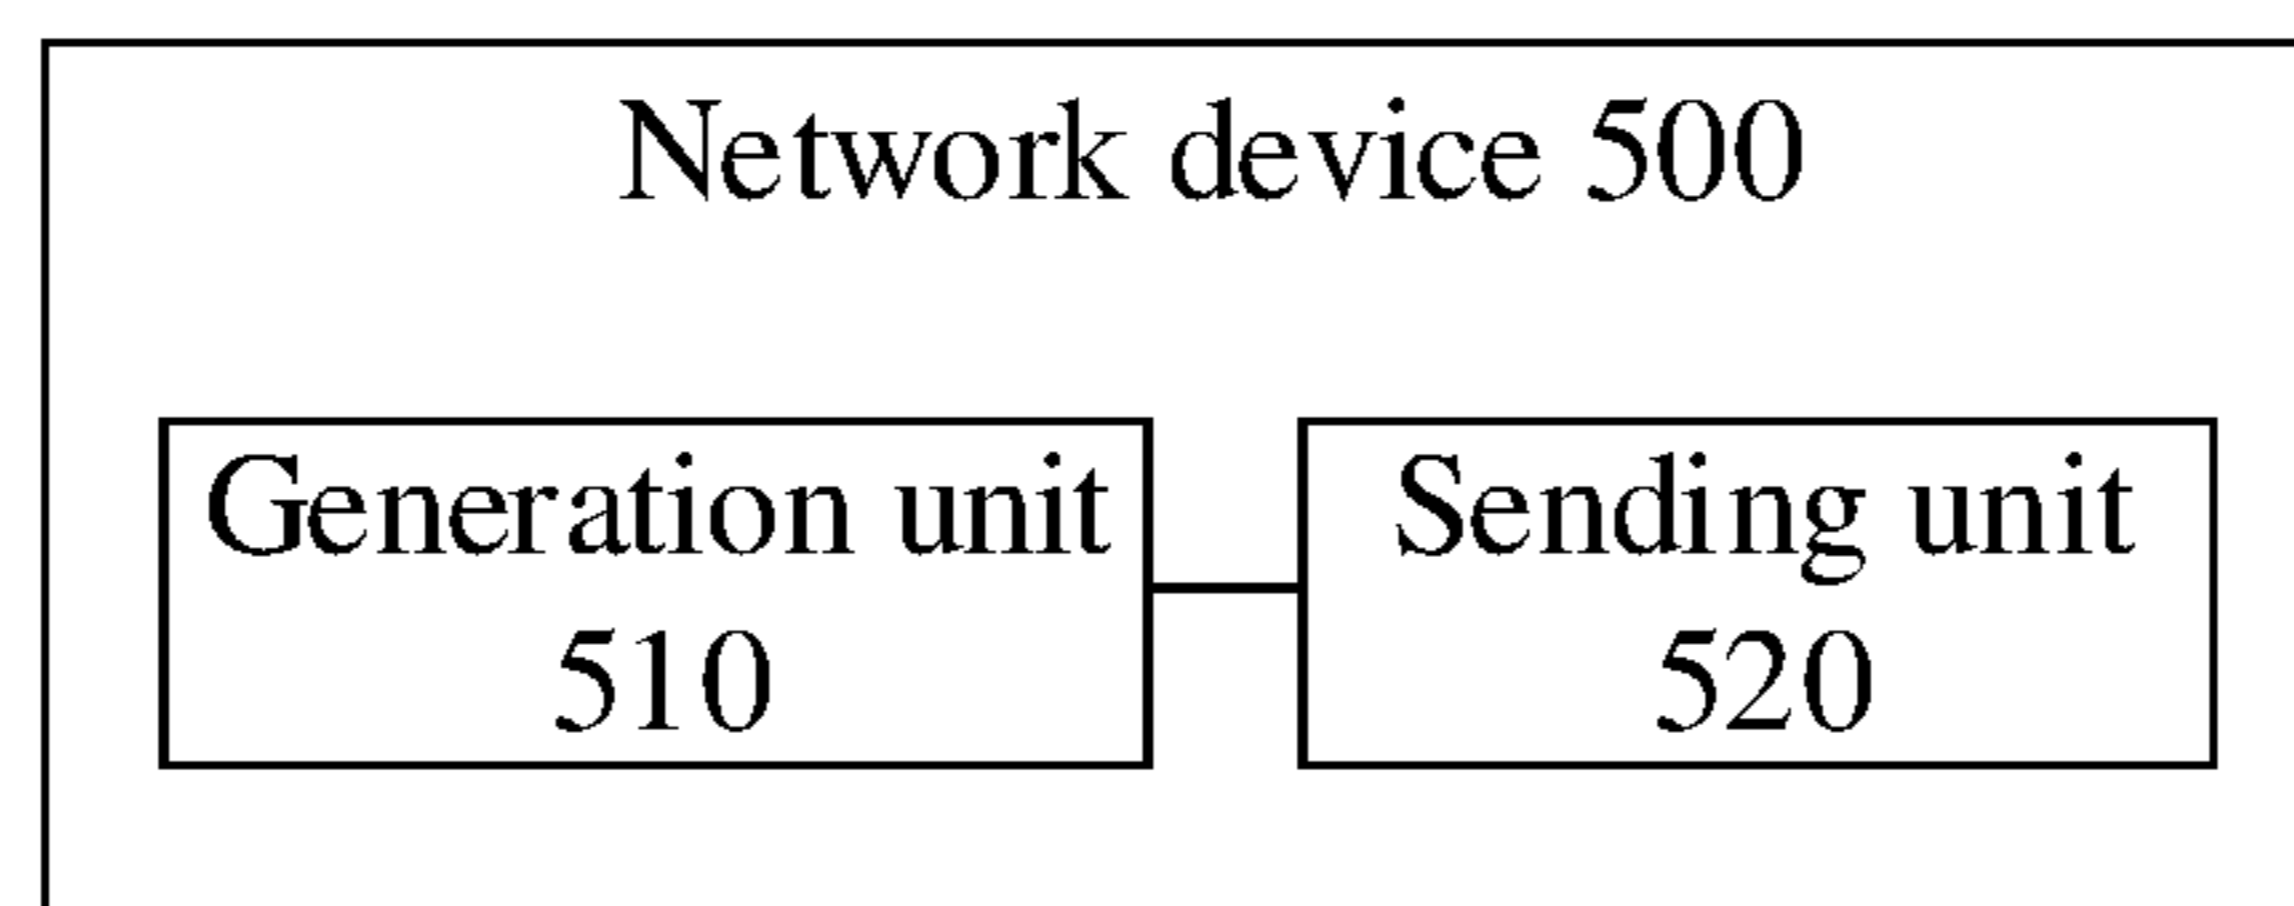 Network device 500
Generation unit
510
Sending unit
520